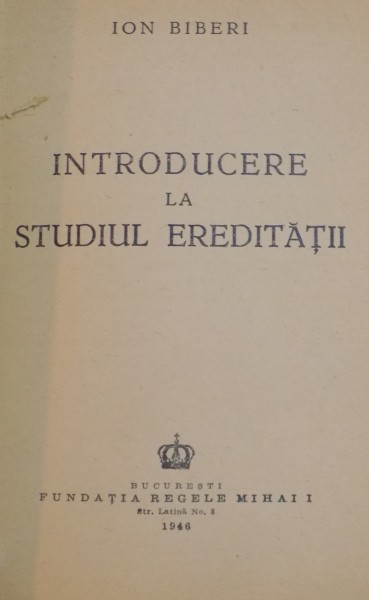 ION BIBERI
INTRODUCERE
LA
STUDIUL EREDITĂȚII
BUCUREȘTI
FUNDAȚIA REGELE MIHAI I
Str. Latină No. 8
1946